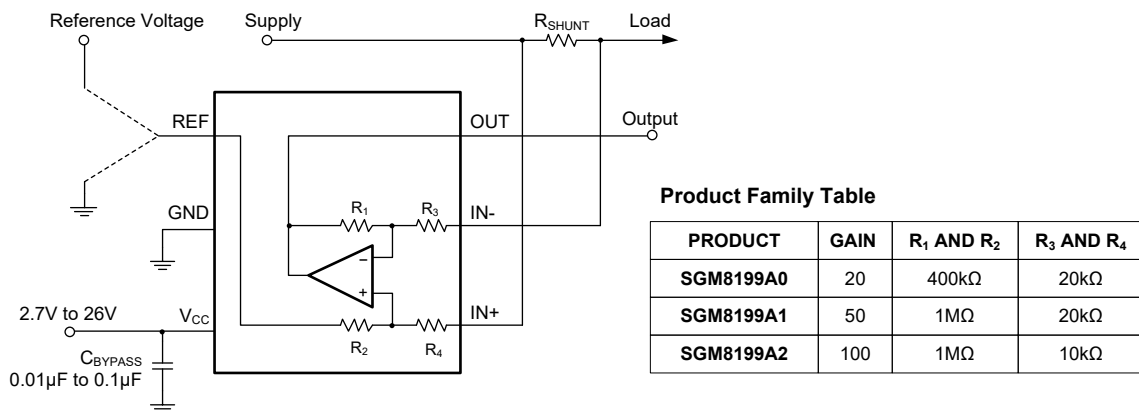 Reference Voltage
Supply
R_SHUNT
Load
REF
OUT
Output
GND
R1
R3
IN-
−
+
2.7V to 26V
VCC
R2
R4
IN+
CBYPASS
0.01µF to 0.1µF
Product Family Table
PRODUCT GAIN R1 AND R2 R3 AND R4
SGM8199A0 20 400kΩ 20kΩ
SGM8199A1 50 1MΩ 20kΩ
SGM8199A2 100 1MΩ 10kΩ